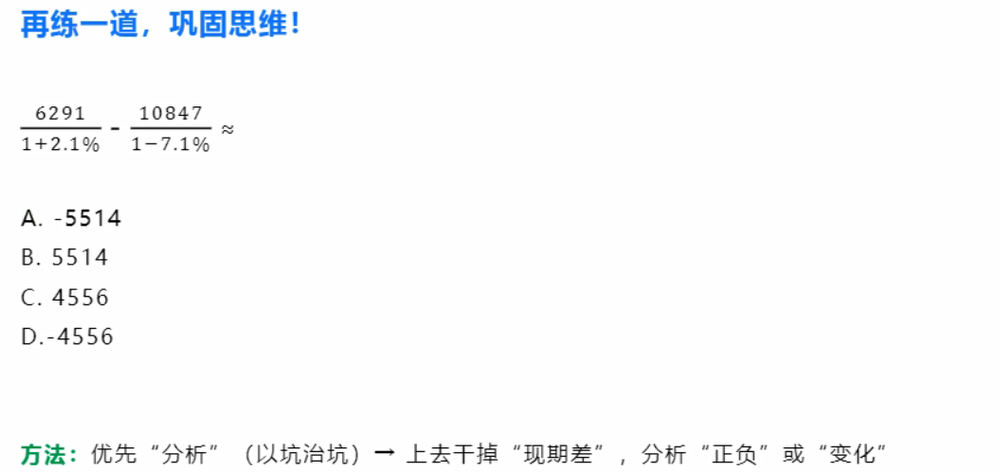 再练一道，巩固思维！
6291/(1+2.1%) - 10847/(1−7.1%) ≈
A. -5514
B. 5514
C. 4556
D.-4556
方法：优先“分析”（以坑治坑）→ 上去干掉“现期差”，分析“正负”或“变化”